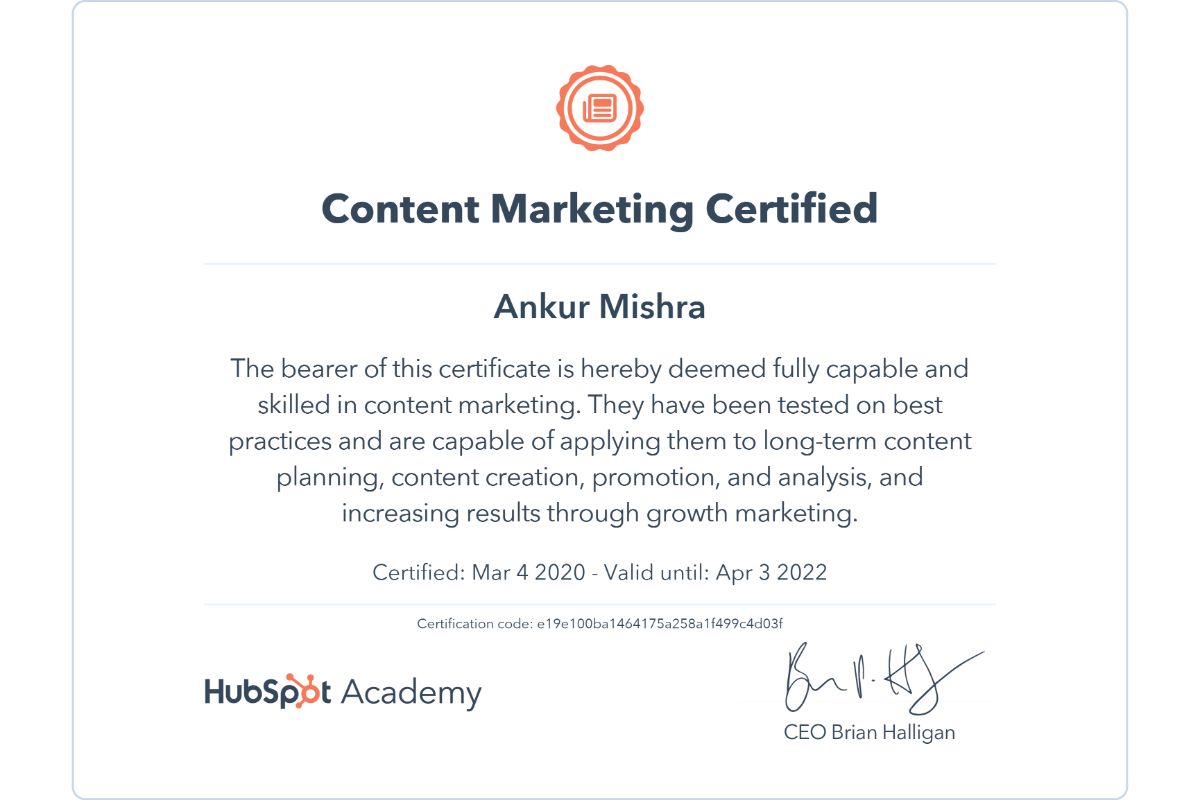 Content Marketing Certified
Ankur Mishra
The bearer of this certificate is hereby deemed fully capable and
skilled in content marketing. They have been tested on best
practices and are capable of applying them to long-term content
planning, content creation, promotion, and analysis, and
increasing results through growth marketing.
Certified: Mar 4 2020 - Valid until: Apr 3 2022
Certification code: e19e100ba1464175a258a1f499c4d03f
HubSpot Academy
CEO Brian Halligan